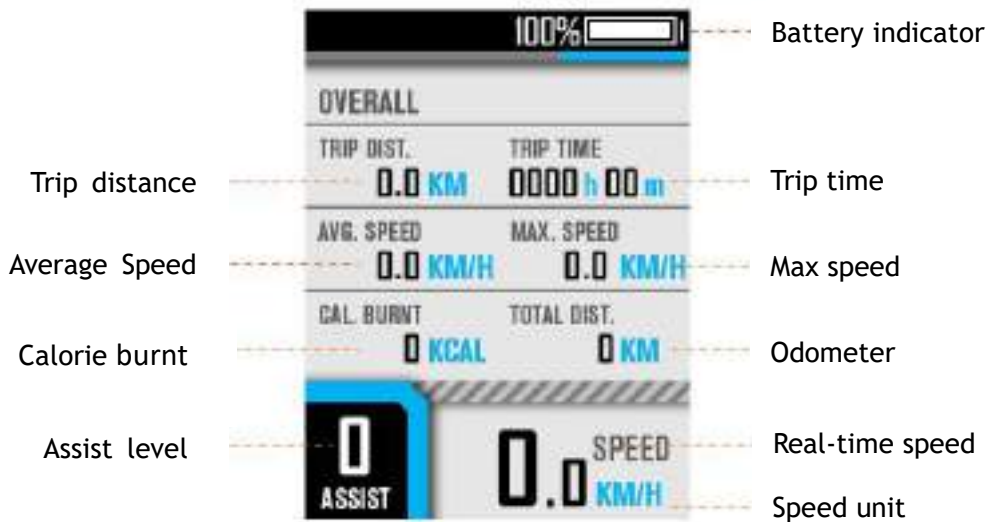 100%
Battery indicator
OVERALL
TRIP DIST. TRIP TIME
Trip distance 0.0 KM 0000 h 00 m Trip time
AVG. SPEED MAX. SPEED
Average Speed 0.0 KM/H 0.0 KM/H Max speed
CAL. BURNT TOTAL DIST.
Calorie burnt 0 KCAL 0 KM Odometer
Assist level 0 ASSIST
0.0 SPEED Real-time speed
KM/H Speed unit